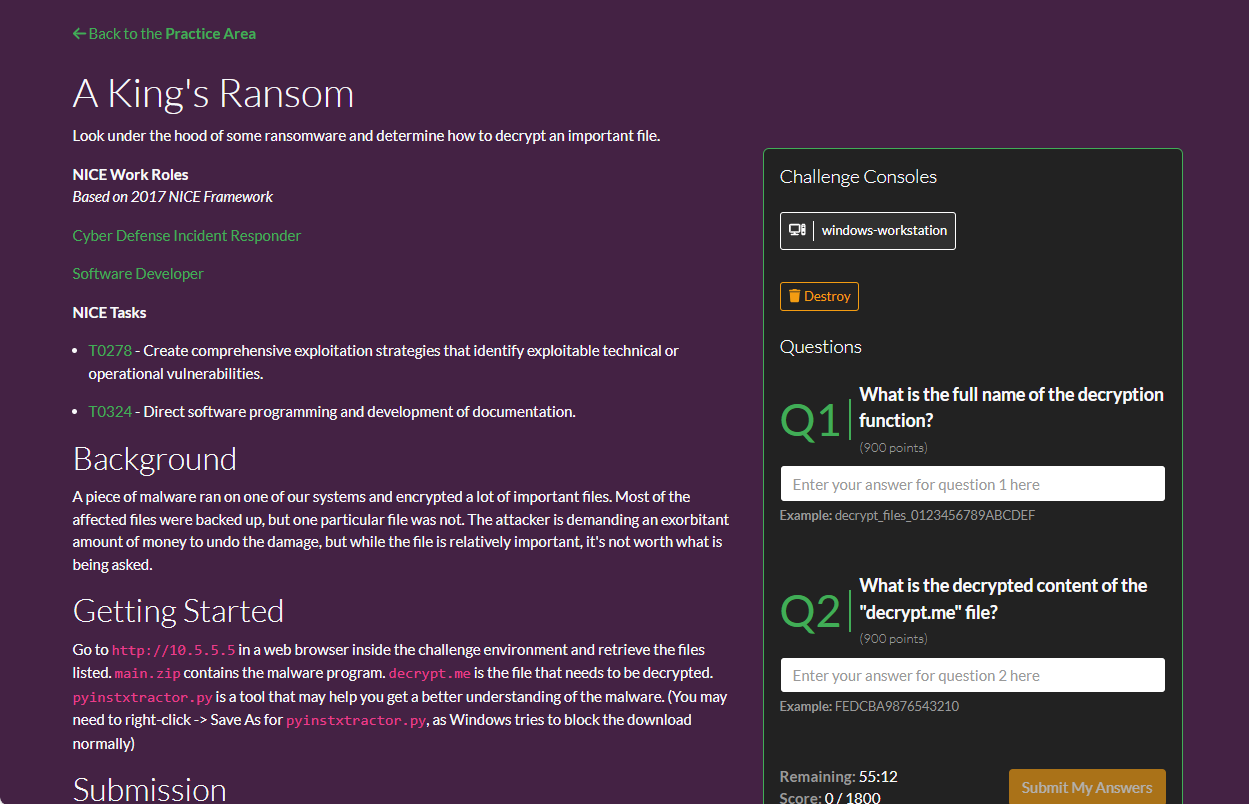 Back to the Practice Area
A King's Ransom
Look under the hood of some ransomware and determine how to decrypt an important file.
NICE Work Roles
Based on 2017 NICE Framework
Cyber Defense Incident Responder
Software Developer
NICE Tasks
T0278 - Create comprehensive exploitation strategies that identify exploitable technical or
operational vulnerabilities.
T0324 - Direct software programming and development of documentation.
Background
A piece of malware ran on one of our systems and encrypted a lot of important files. Most of the
affected files were backed up, but one particular file was not. The attacker is demanding an exorbitant
amount of money to undo the damage, but while the file is relatively important, it's not worth what is
being asked.
Getting Started
Go to http://10.5.5.5 in a web browser inside the challenge environment and retrieve the files
listed. main.zip contains the malware program. decrypt.me is the file that needs to be decrypted.
pyinstxtractor.py is a tool that may help you get a better understanding of the malware. (You may
need to right-click -> Save As for pyinstxtractor.py, as Windows tries to block the download
normally)
Submission
Challenge Consoles
windows-workstation
Destroy
Questions
Q1
What is the full name of the decryption
function?
(900 points)
Enter your answer for question 1 here
Example: decrypt_files_0123456789ABCDEF
Q2
What is the decrypted content of the
"decrypt.me" file?
(900 points)
Enter your answer for question 2 here
Example: FEDCBA9876543210
Remaining: 55:12
Score: 0 / 1800
Submit My Answers